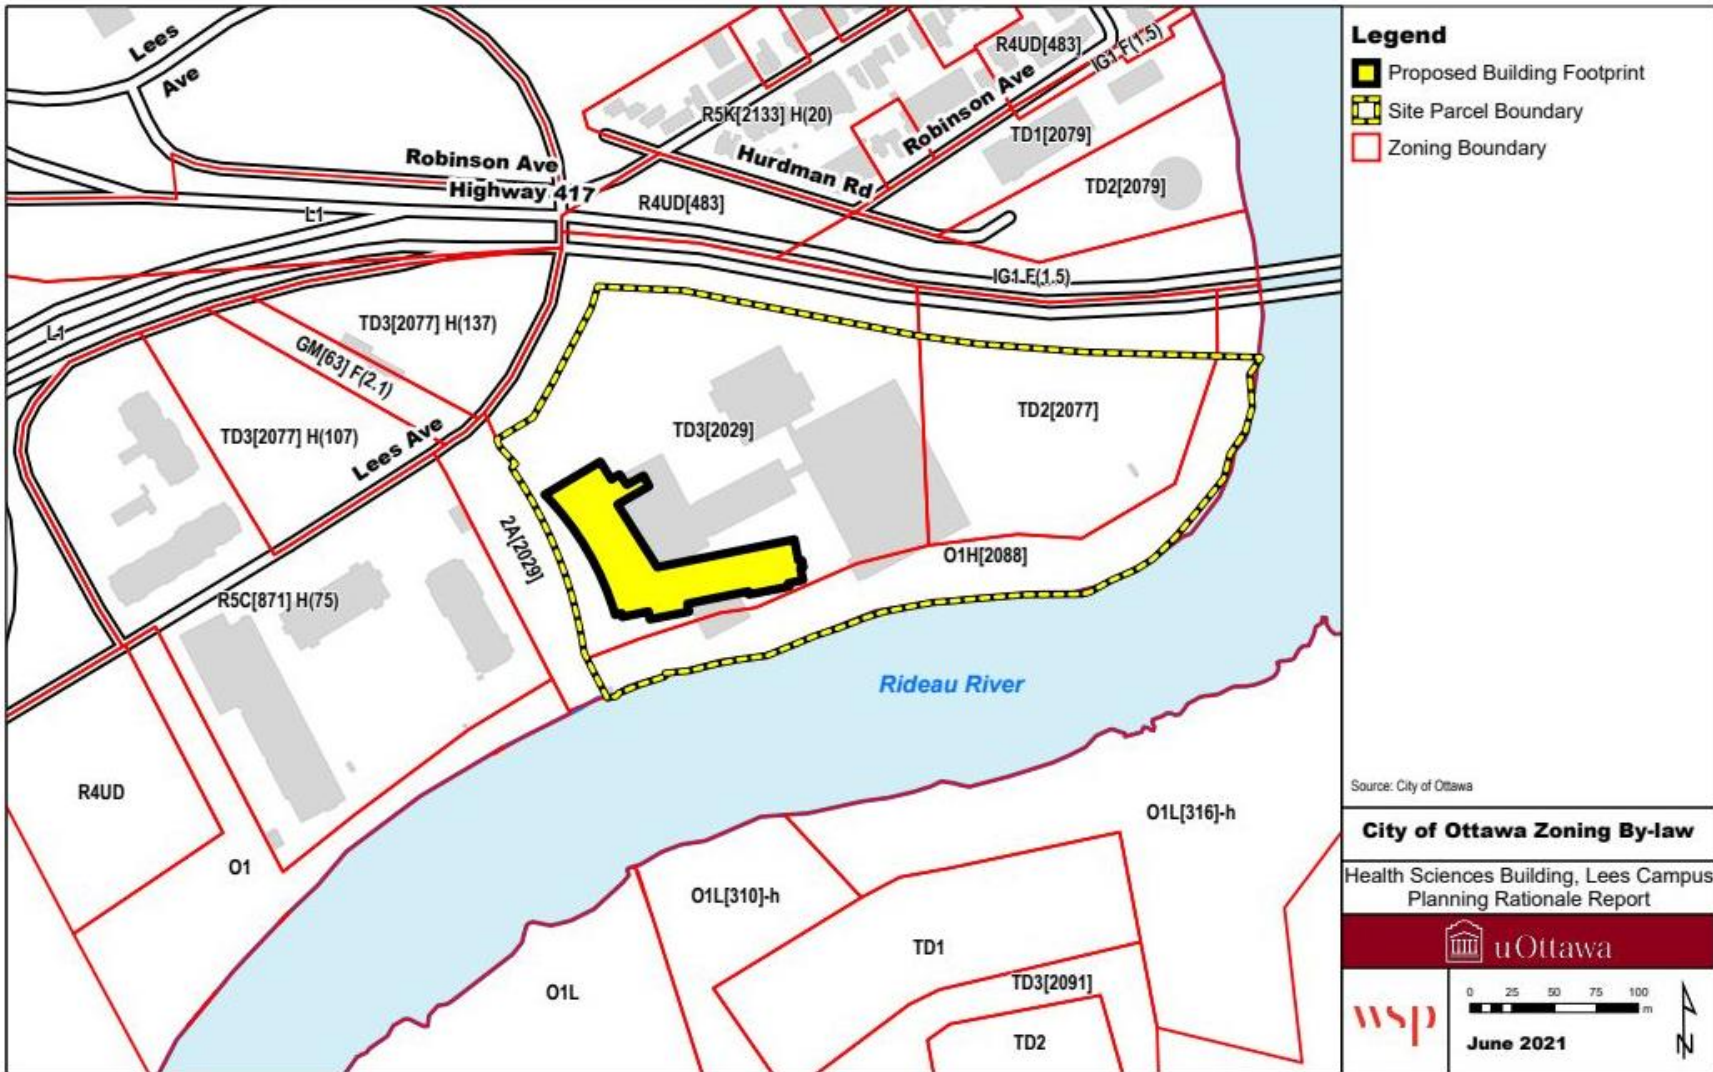 Lees
Ave
Robinson Ave
Highway 417
L1
L1
R5K[2133] H(20)
Hurdman Rd
Robinson Ave
R4UD[483]
IG1 F(1.5)
TD1[2079]
TD2[2079]
R4UD[483]
IG1 F(1.5)
TD3[2077] H(137)
GM[63] F(2.1)
TD3[2077] H(107)
Lees Ave
TD3[2029]
TD2[2077]
2A[2029]
O1H[2088]
R5C[871] H(75)
Rideau River
R4UD
O1
O1L[316]-h
O1L[310]-h
TD1
TD3[2091]
O1L
TD2
Legend
Proposed Building Footprint
Site Parcel Boundary
Zoning Boundary
Source: City of Ottawa
City of Ottawa Zoning By-law
Health Sciences Building, Lees Campus
Planning Rationale Report
uOttawa
wsp
0 25 50 75 100
m
June 2021
N